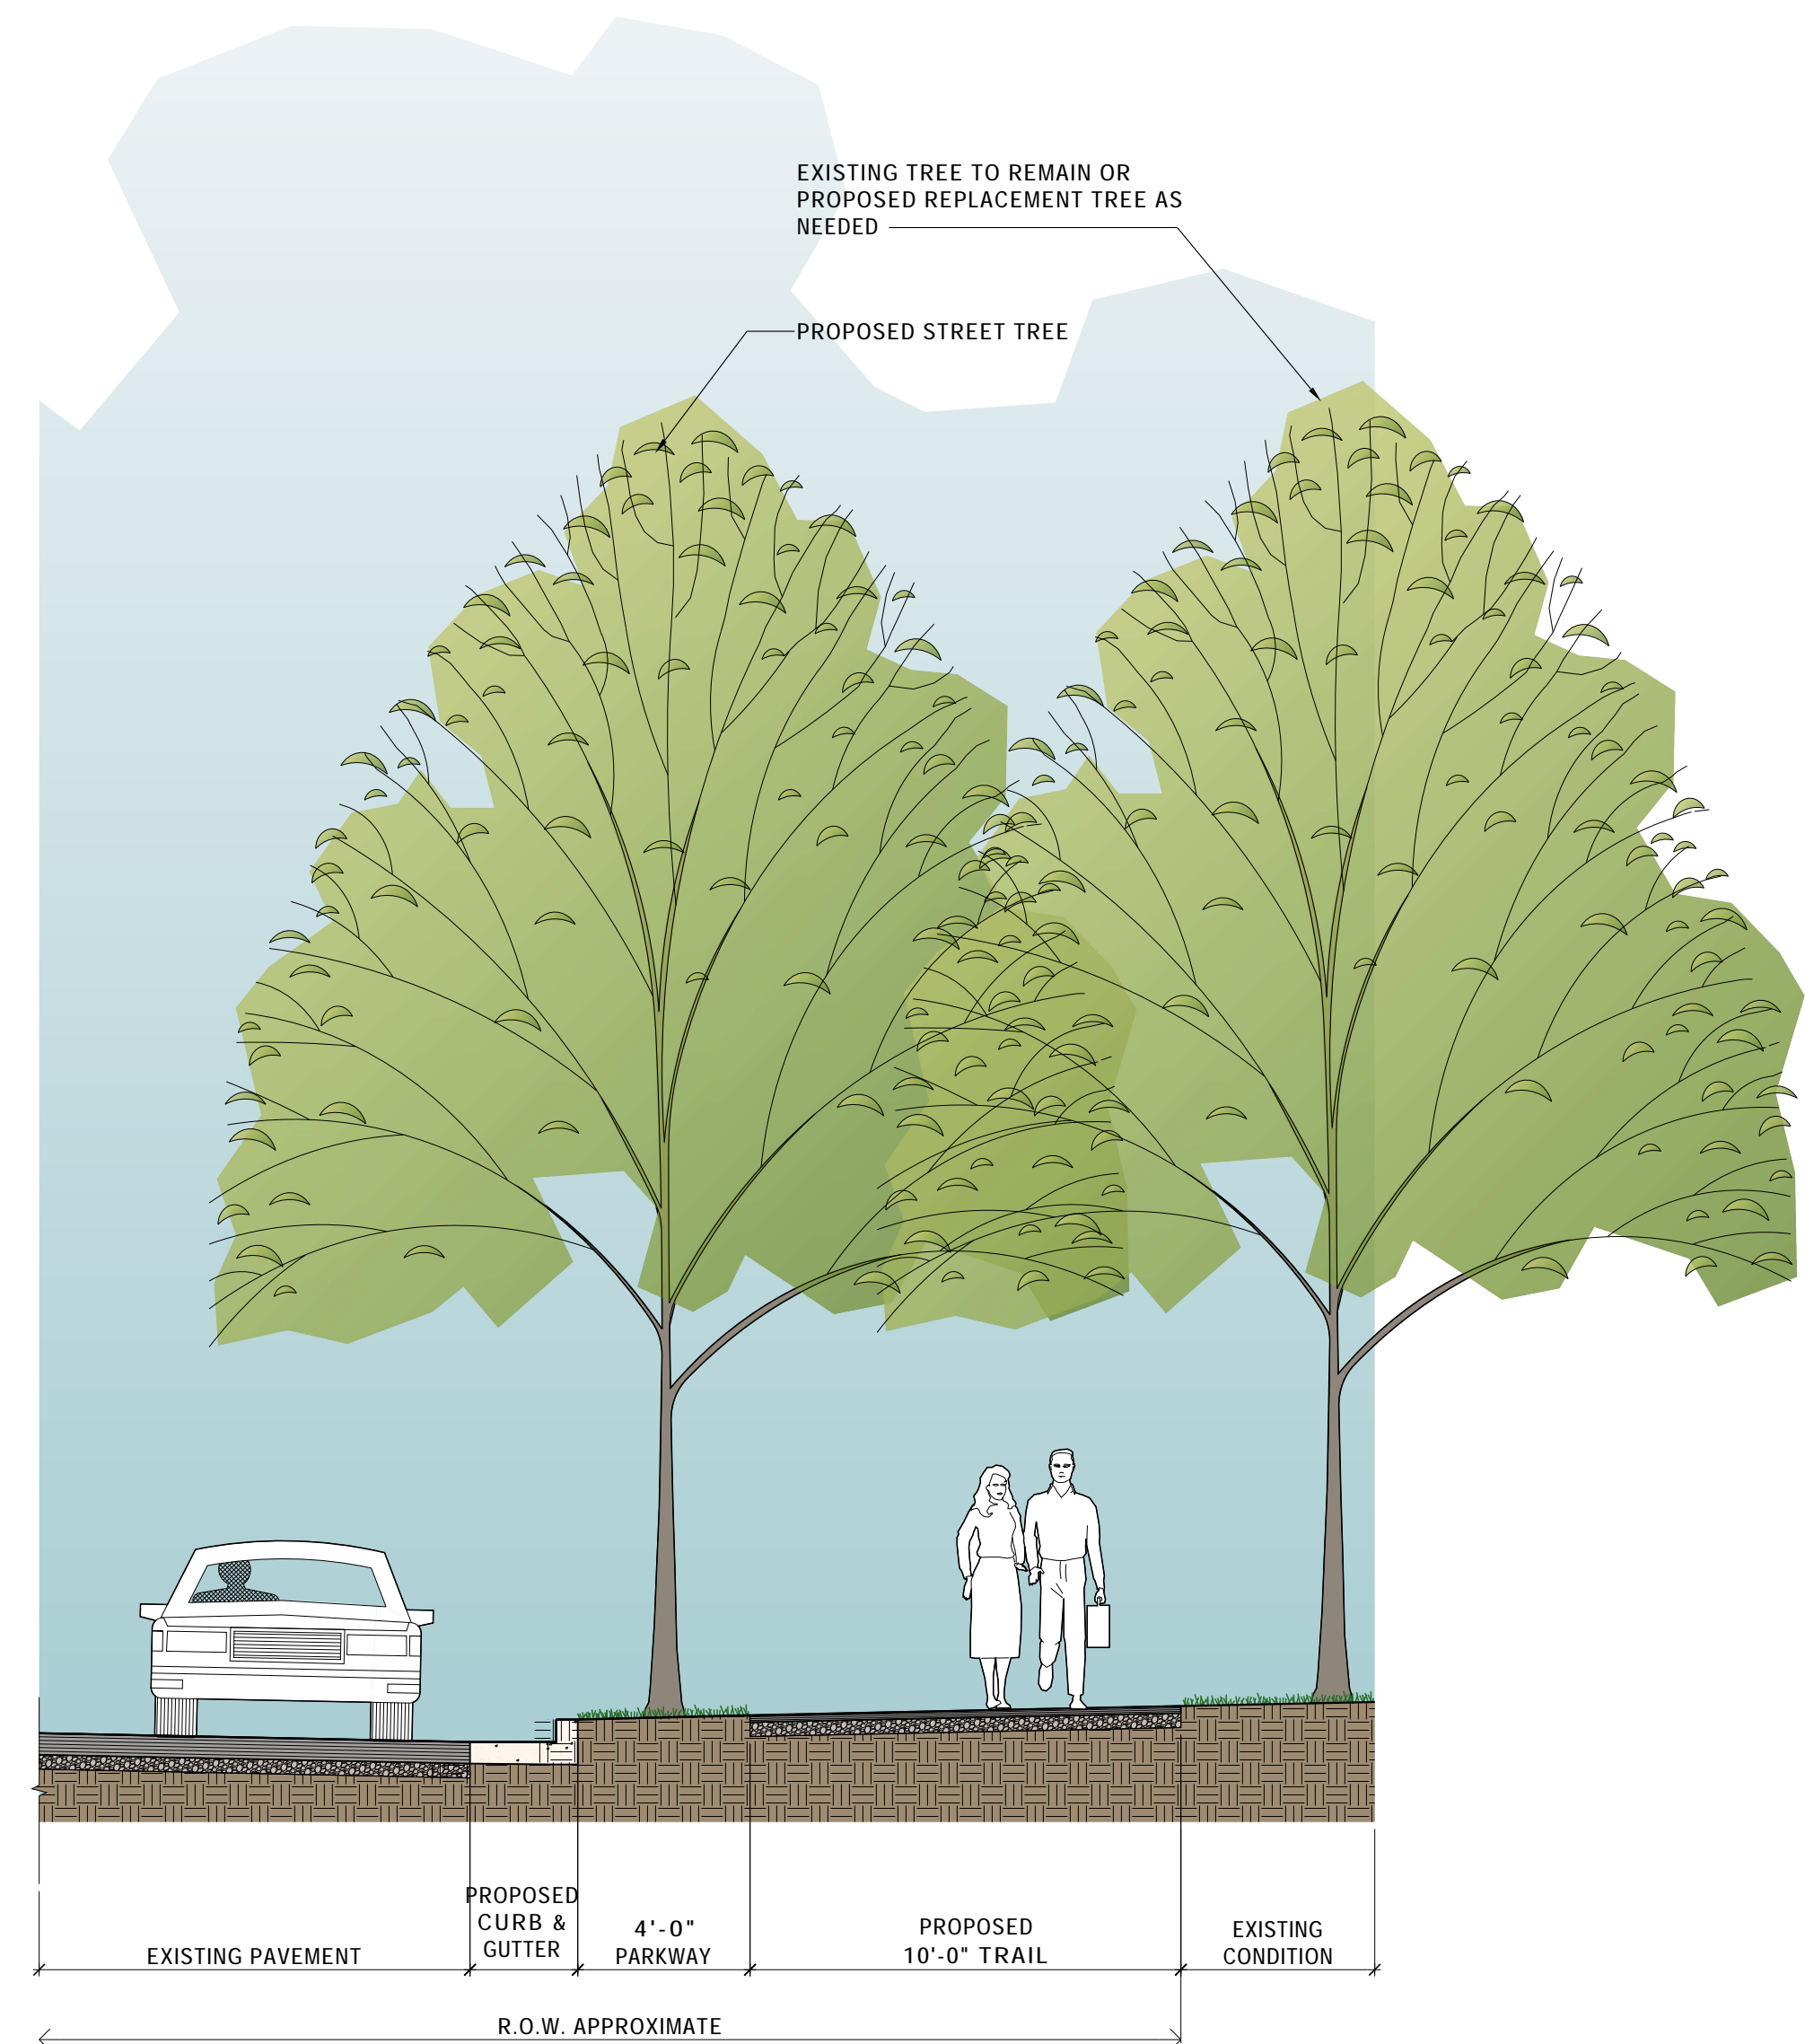 EXISTING TREE TO REMAIN OR
PROPOSED REPLACEMENT TREE AS
NEEDED
PROPOSED STREET TREE
EXISTING PAVEMENT
PROPOSED
CURB &
GUTTER
4'-0"
PARKWAY
PROPOSED
10'-0" TRAIL
EXISTING
CONDITION
R.O.W. APPROXIMATE